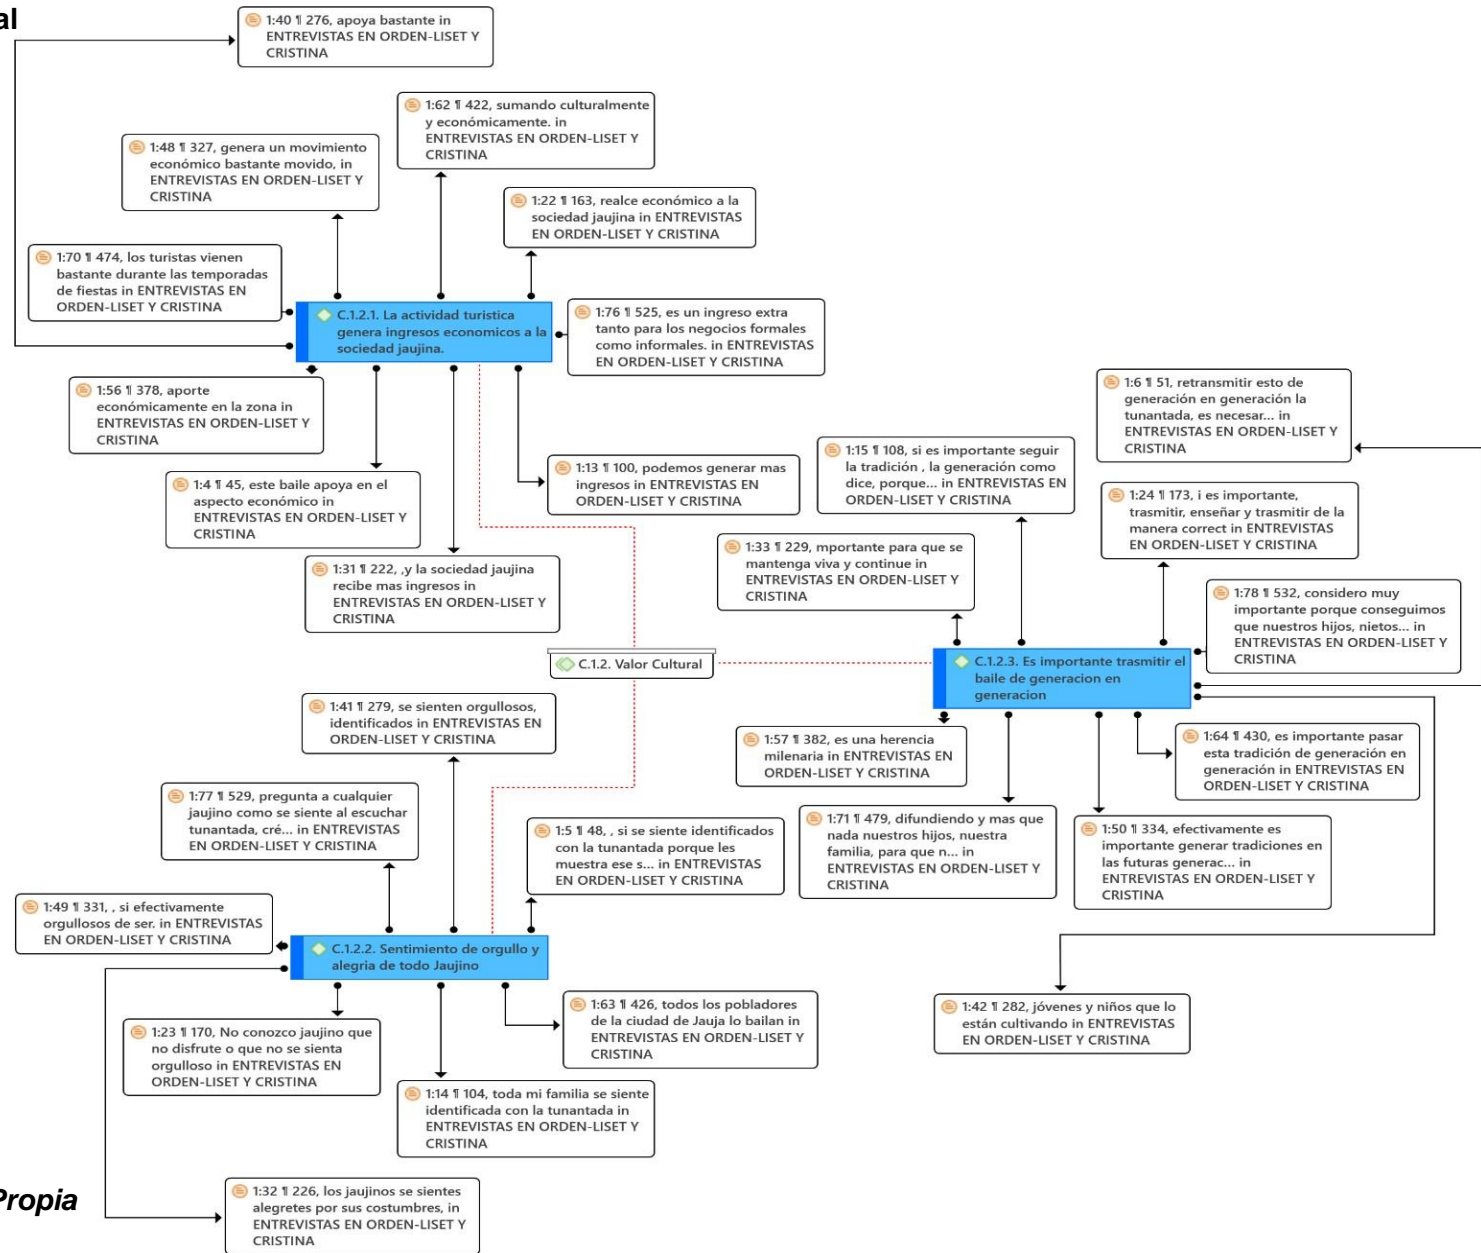 al
1:40 ¶ 276, apoya bastante in
ENTREVISTAS EN ORDEN-LISET Y
CRISTINA
1:62 ¶ 422, sumando culturalmente
y económicamente. in
ENTREVISTAS EN ORDEN-LISET Y
CRISTINA
1:48 ¶ 327, genera un movimiento
económico bastante movido, in
ENTREVISTAS EN ORDEN-LISET Y
CRISTINA
1:22 ¶ 163, realce económico a la
sociedad jaujina in ENTREVISTAS
EN ORDEN-LISET Y CRISTINA
1:70 ¶ 474, los turistas vienen
bastante durante las temporadas
de fiestas in ENTREVISTAS EN
ORDEN-LISET Y CRISTINA
C.1.2.1. La actividad turistica
genera ingresos economicos a la
sociedad jaujina.
1:76 ¶ 525, es un ingreso extra
tanto para los negocios formales
como informales. in ENTREVISTAS
EN ORDEN-LISET Y CRISTINA
1:56 ¶ 378, aporte
económicamente en la zona in
ENTREVISTAS EN ORDEN-LISET Y
CRISTINA
1:4 ¶ 45, este baile apoya en el
aspecto económico in
ENTREVISTAS EN ORDEN-LISET Y
CRISTINA
1:13 ¶ 100, podemos generar mas
ingresos in ENTREVISTAS EN
ORDEN-LISET Y CRISTINA
1:31 ¶ 222, ,y la sociedad jaujina
recibe mas ingresos in
ENTREVISTAS EN ORDEN-LISET Y
CRISTINA
1:6 ¶ 51, retransmitir esto de
generación en generación la
tunantada, es necesar... in
ENTREVISTAS EN ORDEN-LISET Y
CRISTINA
1:15 ¶ 108, si es importante seguir
la tradición , la generación como
dice, porque... in ENTREVISTAS EN
ORDEN-LISET Y CRISTINA
1:24 ¶ 173, i es importante,
trasmitir, enseñar y trasmitir de la
manera correct in ENTREVISTAS
EN ORDEN-LISET Y CRISTINA
1:33 ¶ 229, mportante para que se
mantenga viva y continue in
ENTREVISTAS EN ORDEN-LISET Y
CRISTINA
1:78 ¶ 532, considero muy
importante porque conseguimos
que nuestros hijos, nietos... in
ENTREVISTAS EN ORDEN-LISET Y
CRISTINA
C.1.2. Valor Cultural
C.1.2.3. Es importante trasmitir el
baile de generacion en
generacion
1:41 ¶ 279, se sienten orgullosos,
identificados in ENTREVISTAS EN
ORDEN-LISET Y CRISTINA
1:57 ¶ 382, es una herencia
milenaria in ENTREVISTAS EN
ORDEN-LISET Y CRISTINA
1:64 ¶ 430, es importante pasar
esta tradición de generación en
generación in ENTREVISTAS EN
ORDEN-LISET Y CRISTINA
1:77 ¶ 529, pregunta a cualquier
jaujino como se siente al escuchar
tunantada, cré... in ENTREVISTAS
EN ORDEN-LISET Y CRISTINA
1:5 ¶ 48, , si se siente identificados
con la tunantada porque les
muestra ese s... in ENTREVISTAS
EN ORDEN-LISET Y CRISTINA
1:71 ¶ 479, difundiendo y mas que
nada nuestros hijos, nuestra
familia, para que n... in
ENTREVISTAS EN ORDEN-LISET Y
CRISTINA
1:50 ¶ 334, efectivamente es
importante generar tradiciones en
las futuras generac... in
ENTREVISTAS EN ORDEN-LISET Y
CRISTINA
1:49 ¶ 331, , si efectivamente
orgullosos de ser. in ENTREVISTAS
EN ORDEN-LISET Y CRISTINA
C.1.2.2. Sentimiento de orgullo y
alegria de todo Jaujino
1:23 ¶ 170, No conozco jaujino que
no disfrute o que no se sienta
orgulloso in ENTREVISTAS EN
ORDEN-LISET Y CRISTINA
1:63 ¶ 426, todos los pobladores
de la ciudad de Jauja lo bailan in
ENTREVISTAS EN ORDEN-LISET Y
CRISTINA
1:42 ¶ 282, jóvenes y niños que lo
están cultivando in ENTREVISTAS
EN ORDEN-LISET Y CRISTINA
1:14 ¶ 104, toda mi familia se siente
identificada con la tunantada in
ENTREVISTAS EN ORDEN-LISET Y
CRISTINA
1:32 ¶ 226, los jaujinos se sientes
alegretes por sus costumbres, in
ENTREVISTAS EN ORDEN-LISET Y
CRISTINA
Propia